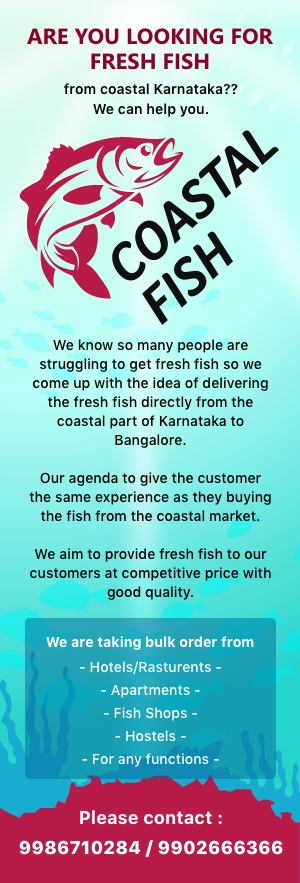 ARE YOU LOOKING FOR
FRESH FISH
from coastal Karnataka??
We can help you.
COASTAL
FISH
We know so many people are
struggling to get fresh fish so we
come up with the idea of delivering
the fresh fish directly from the
coastal part of Karnataka to
Bangalore.
Our agenda to give the customer
the same experience as they buying
the fish from the coastal market.
We aim to provide fresh fish to our
customers at competitive price with
good quality.
We are taking bulk order from
- Hotels/Rasturents -
- Apartments -
- Fish Shops -
- Hostels -
- For any functions -
Please contact :
9986710284 / 9902666366